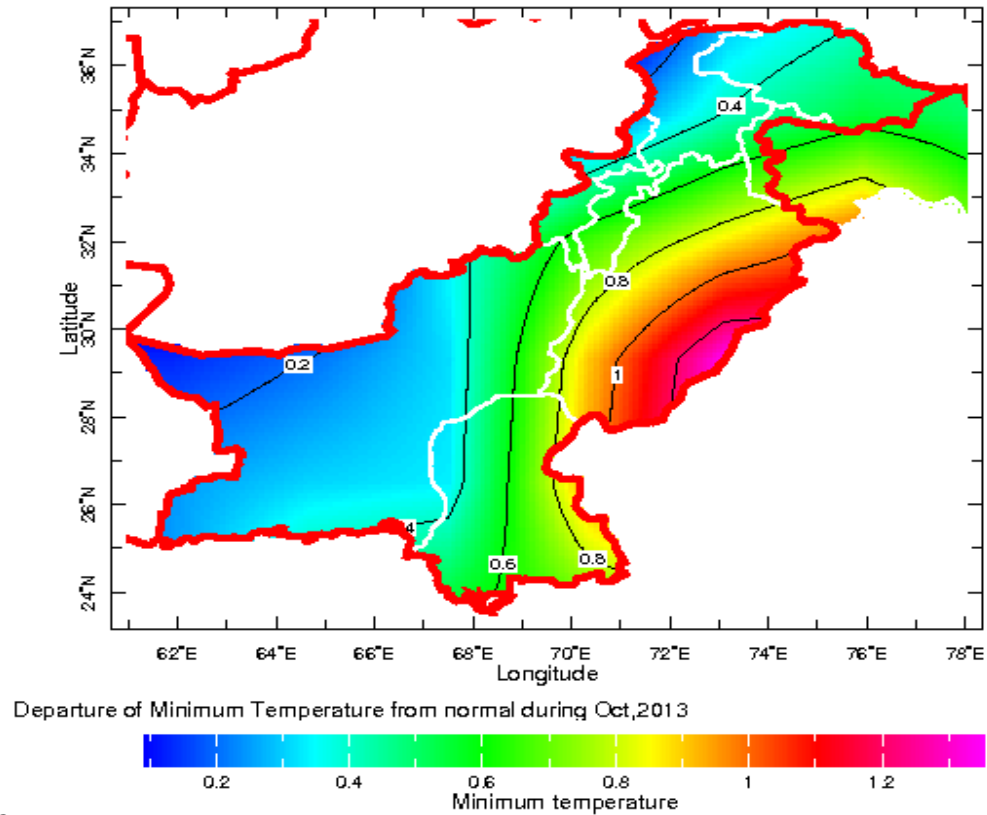 36°N
34°N
32°N
30°N
28°N
26°N
24°N
Latitude
0.4
0.8
0.2
1
4
0.6
0.8
62°E 64°E 66°E 68°E 70°E 72°E 74°E 76°E 78°E
Longitude
Departure of Minimum Temperature from normal during Oct,2013
0.2 0.4 0.6 0.8 1 1.2
Minimum temperature